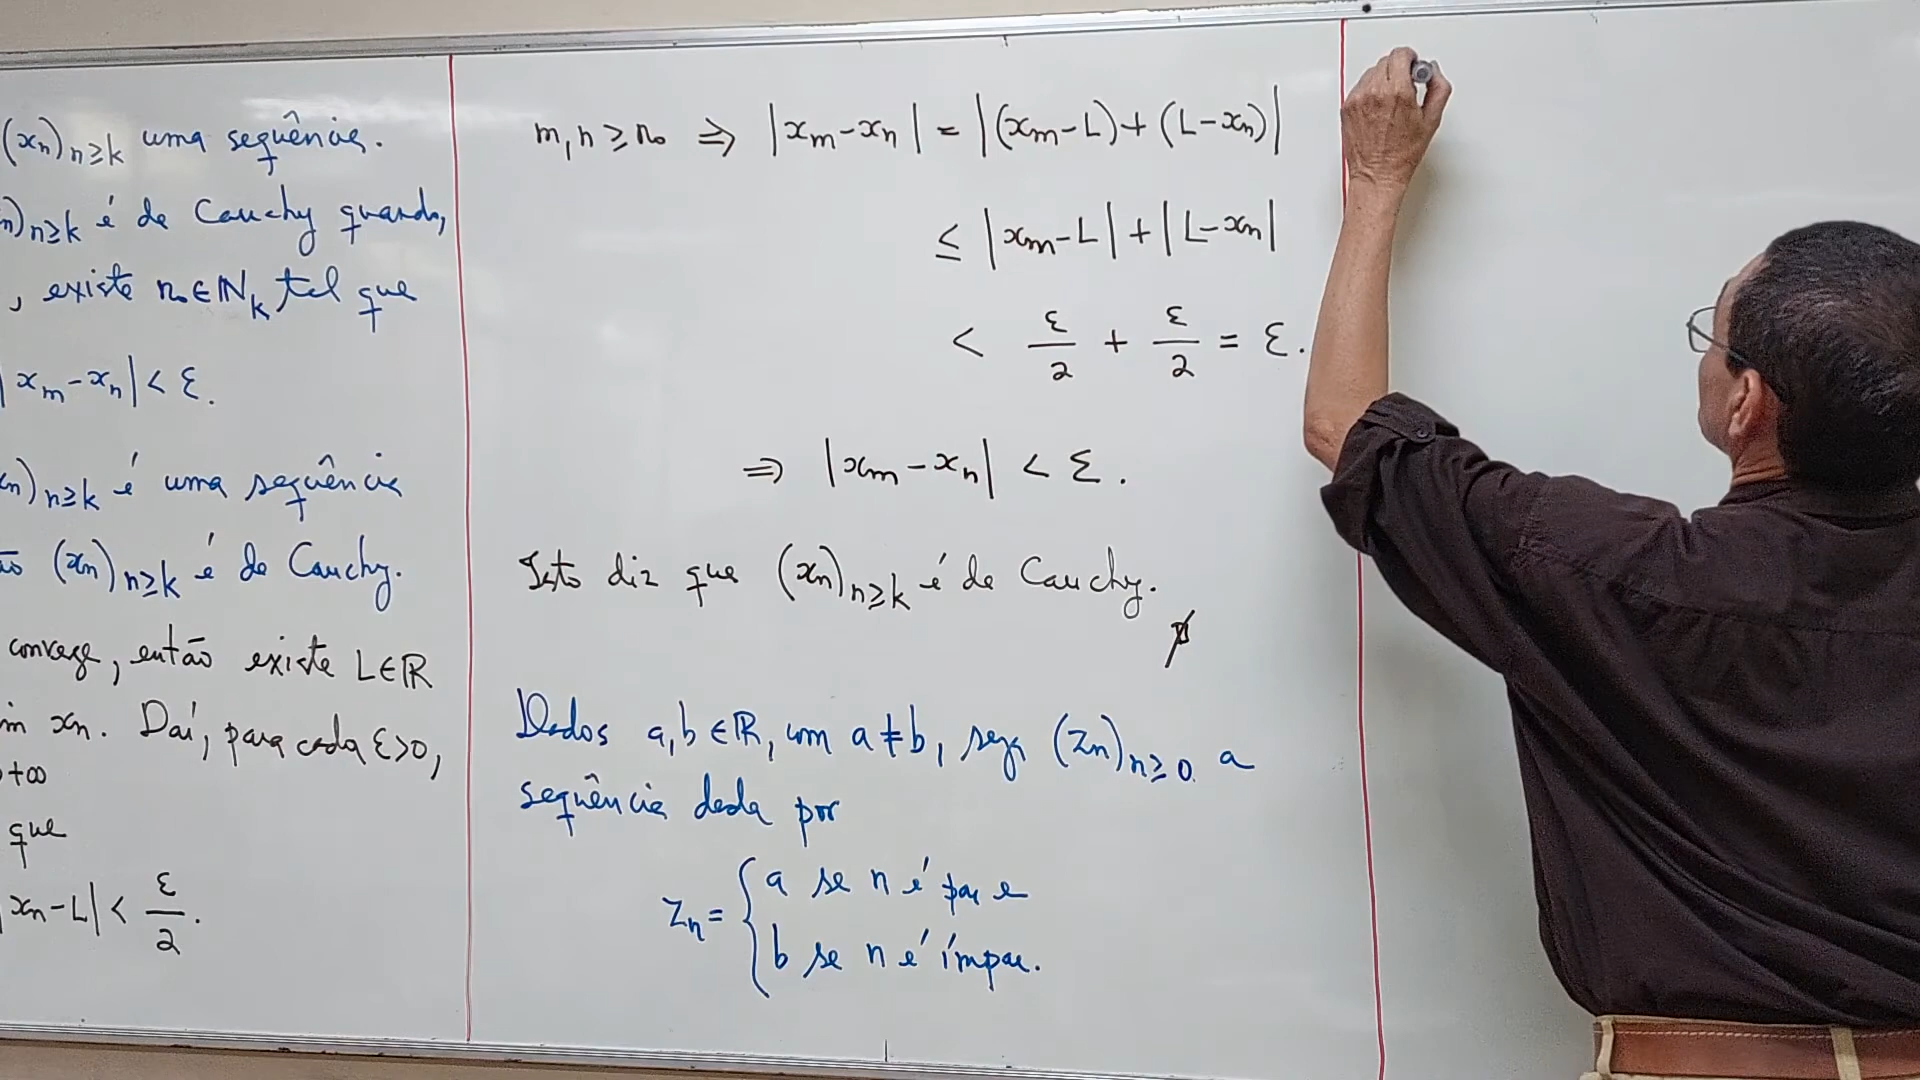 (xₙ)ₙ≥ₖ uma sequência.
n)ₙ≥ₖ é de Cauchy quando,
, existe n₀ ∈ ℕₖ tal que
|xₘ - xₙ| < ε.
xₙ)ₙ≥ₖ é uma sequência
ão (xₙ)ₙ≥ₖ é de Cauchy.
converge, então existe L∈ℝ
im xₙ. Daí, para cada ε>0,
→+∞
que
|xₙ - L| < ε/2.
m,n ≥ n₀ ⇒ |xₘ - xₙ| = |(xₘ - L) + (L - xₙ)|
≤ |xₘ - L| + |L - xₙ|
< ε/2 + ε/2 = ε.
⇒ |xₘ - xₙ| < ε.
Isto diz que (xₙ)ₙ≥ₖ é de Cauchy.
Dados a,b ∈ ℝ, com a ≠ b, seja (zₙ)ₙ≥₀ a
sequência dada por
zₙ = { a se n é par e
b se n é ímpar.